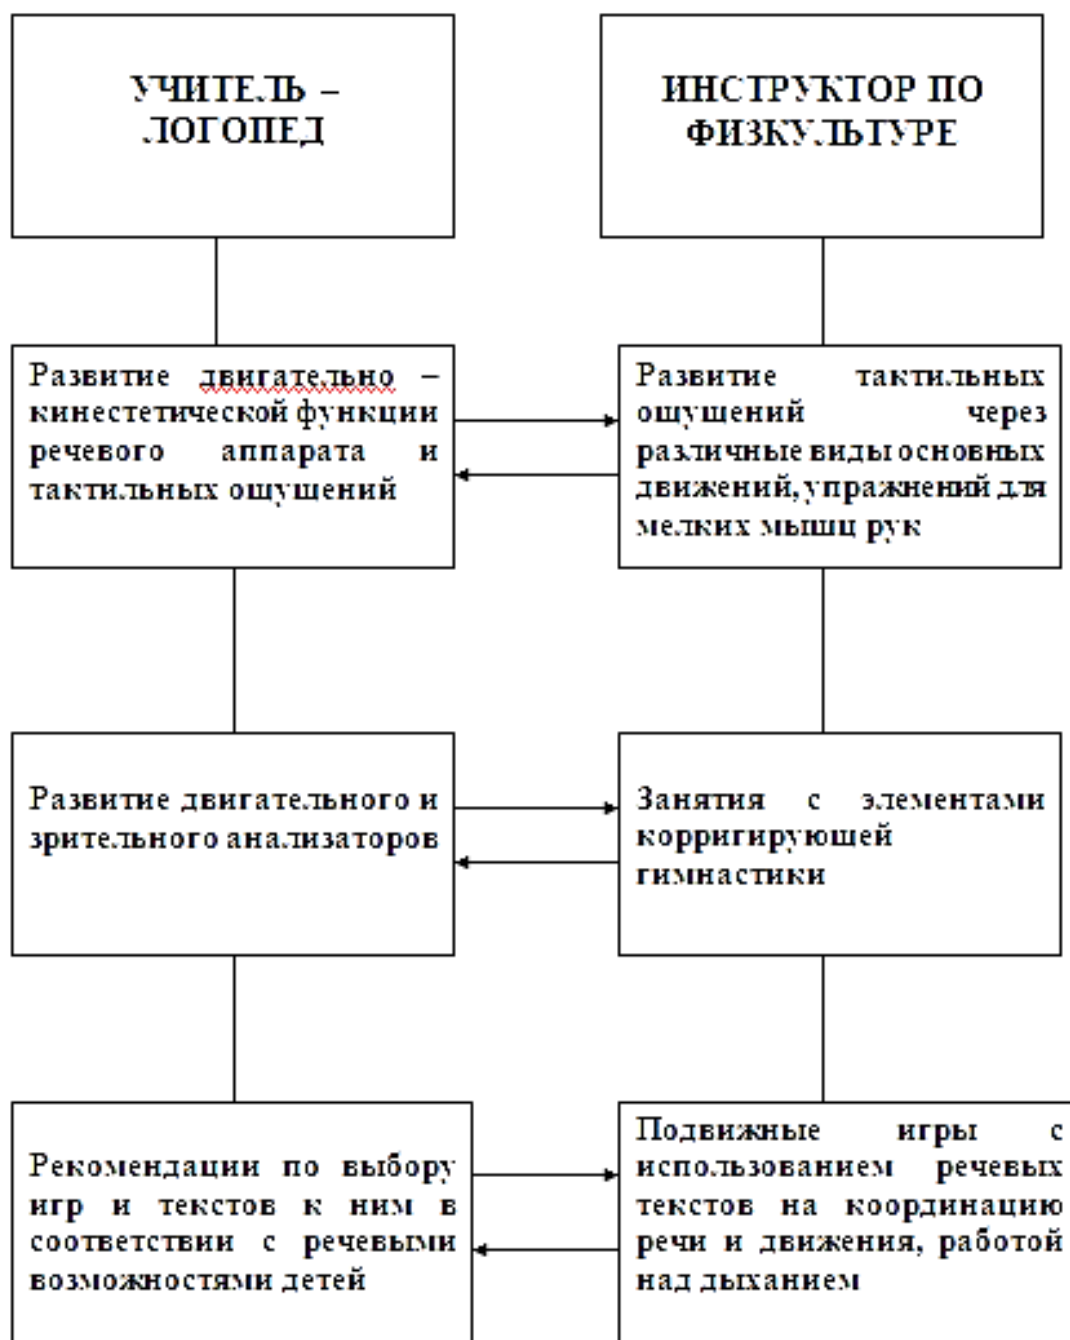 УЧИТЕЛЬ –
ЛОГОПЕД
ИНСТРУКТОР ПО
ФИЗКУЛЬТУРЕ
Развитие двигательно –
кинестетической функции
речевого аппарата и
тактильных ощущений
Развитие тактильных
ощущений через
различные виды основных
движений, упражнений для
мелких мышц рук
Развитие двигательного и
зрительного анализаторов
Занятия с элементами
корригирующей
гимнастики
Рекомендации по выбору
игр и текстов к ним в
соответствии с речевыми
возможностями детей
Подвижные игры с
использованием речевых
текстов на координацию
речи и движения, работой
над дыханием